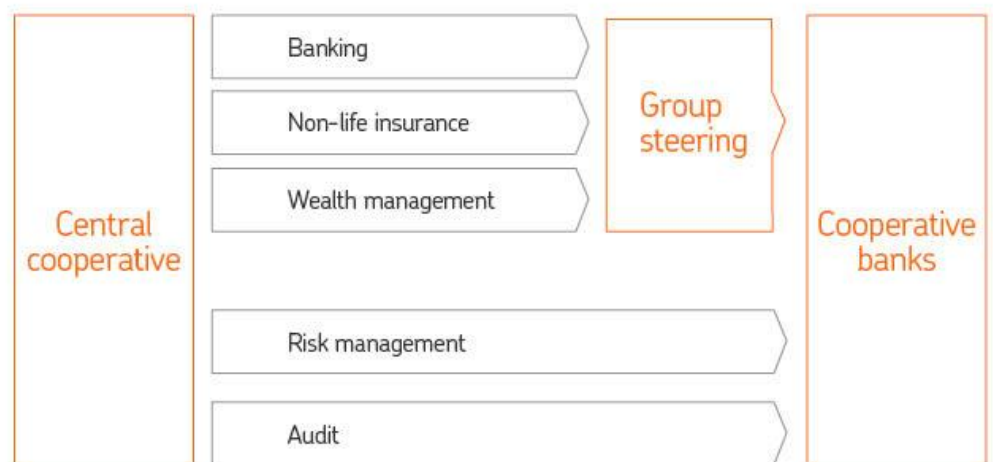 Central
cooperative
Banking
Non-life insurance
Wealth management
Group
steering
Risk management
Audit
Cooperative
banks